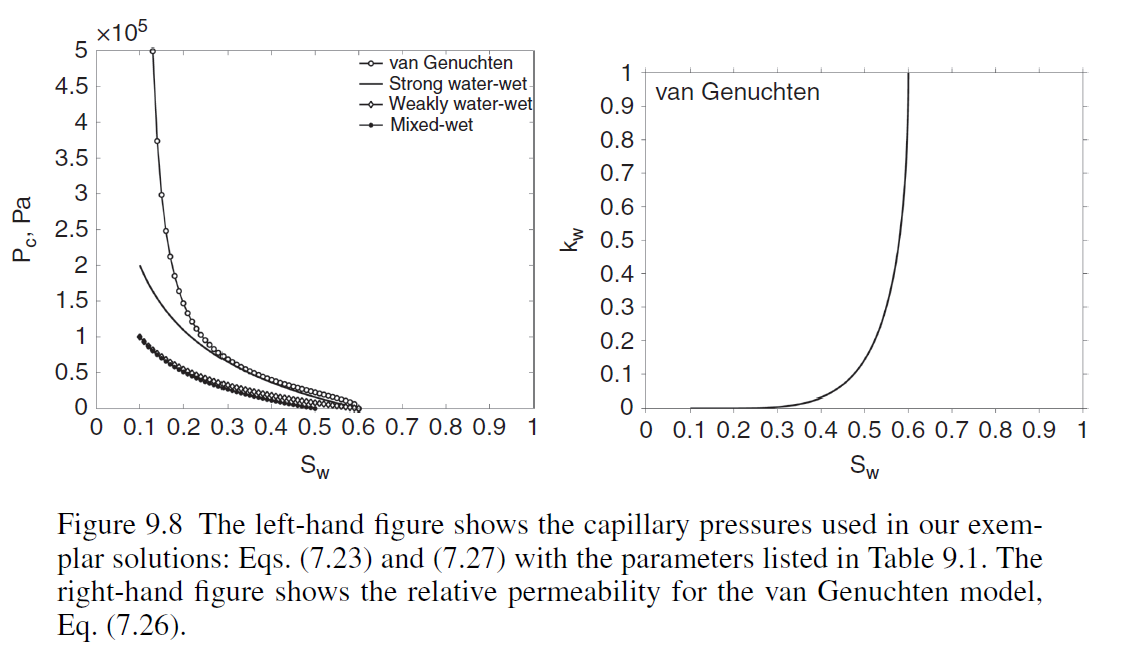 ×10⁵
5
4.5
4
3.5
3
2.5
2
1.5
1
0.5
0
P_c, Pa
van Genuchten
Strong water-wet
Weakly water-wet
Mixed-wet
0 0.1 0.2 0.3 0.4 0.5 0.6 0.7 0.8 0.9 1
S_w
van Genuchten
1
0.9
0.8
0.7
0.6
0.5
0.4
0.3
0.2
0.1
0
k_w
0 0.1 0.2 0.3 0.4 0.5 0.6 0.7 0.8 0.9 1
S_w
Figure 9.8 The left-hand figure shows the capillary pressures used in our exem-
plar solutions: Eqs. (7.23) and (7.27) with the parameters listed in Table 9.1. The
right-hand figure shows the relative permeability for the van Genuchten model,
Eq. (7.26).